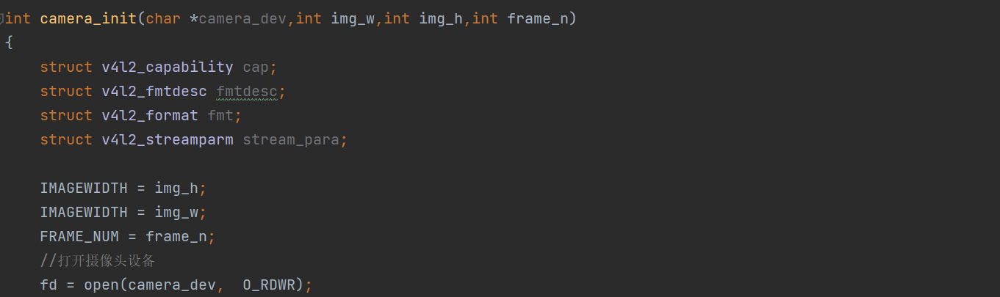 int camera_init(char *camera_dev,int img_w,int img_h,int frame_n)
{
    struct v4l2_capability cap;
    struct v4l2_fmtdesc fmtdesc;
    struct v4l2_format fmt;
    struct v4l2_streamparm stream_para;

    IMAGEWIDTH = img_h;
    IMAGEWIDTH = img_w;
    FRAME_NUM = frame_n;
    //打开摄像头设备
    fd = open(camera_dev,  O_RDWR);